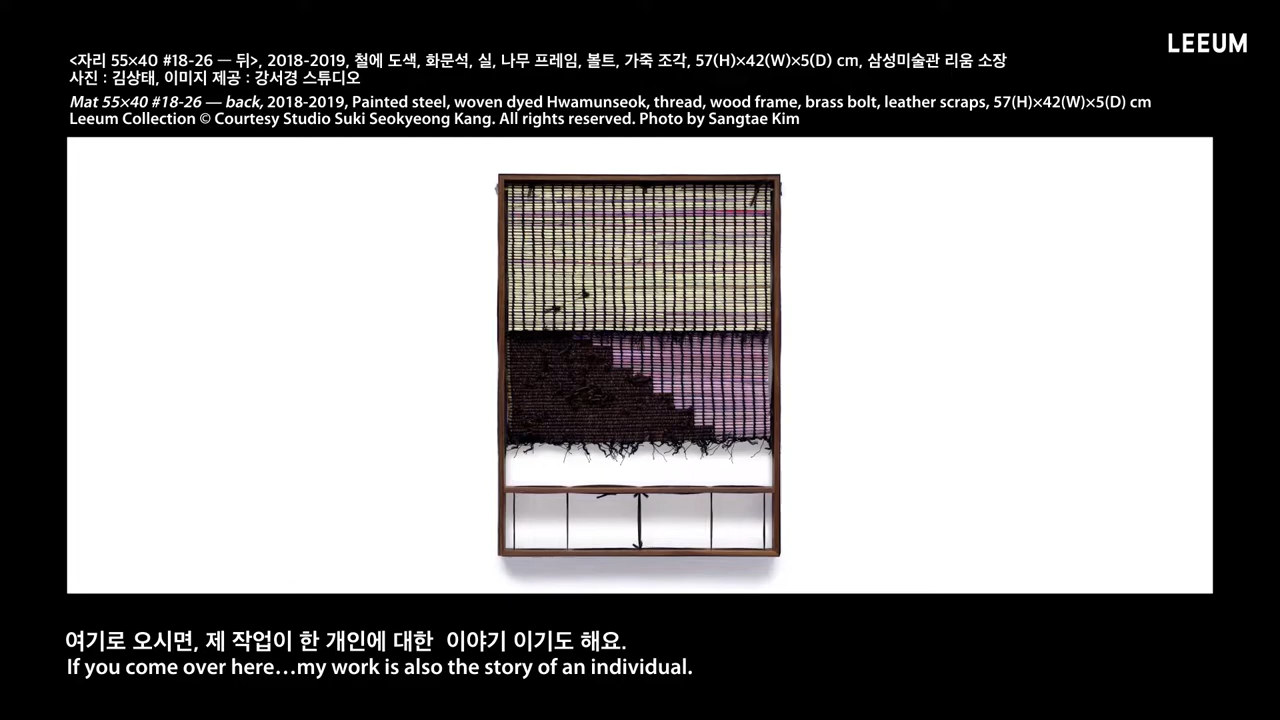 LEEUM
<자리 55×40 #18-26 — 뒤>, 2018-2019, 철에 도색, 화문석, 실, 나무 프레임, 볼트, 가죽 조각, 57(H)×42(W)×5(D) cm, 삼성미술관 리움 소장
사진 : 김상태, 이미지 제공 : 강서경 스튜디오
Mat 55×40 #18-26 — back, 2018-2019, Painted steel, woven dyed Hwamunseok, thread, wood frame, brass bolt, leather scraps, 57(H)×42(W)×5(D) cm
Leeum Collection © Courtesy Studio Suki Seokyeong Kang. All rights reserved. Photo by Sangtae Kim
여기로 오시면, 제 작업이 한 개인에 대한 이야기 이기도 해요.
If you come over here…my work is also the story of an individual.